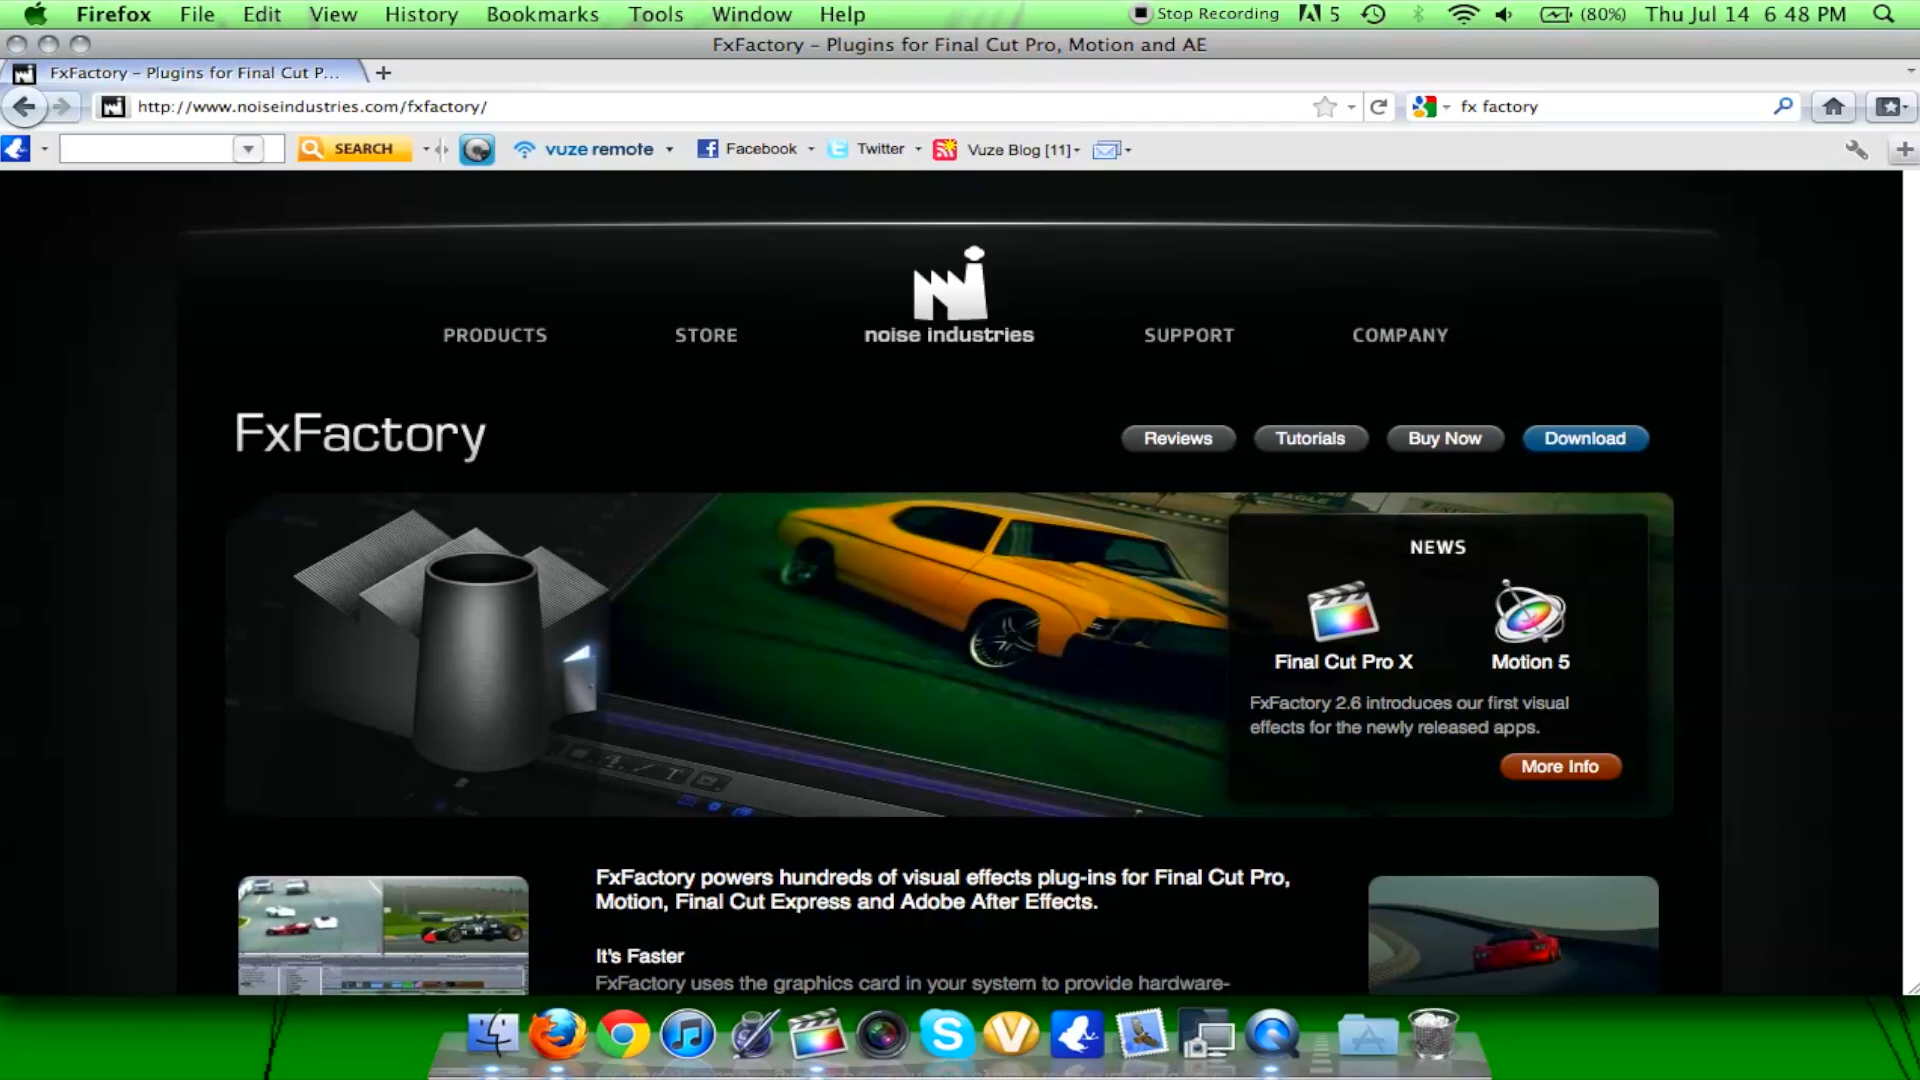 Firefox File Edit View History Bookmarks Tools Window Help Stop Recording 5 (80%) Thu Jul 14 6:48 PM
FxFactory – Plugins for Final Cut Pro, Motion and AE
FxFactory – Plugins for Final Cut P...
http://www.noiseindustries.com/fxfactory/ fx factory
SEARCH vuze remote Facebook Twitter Vuze Blog [11]
PRODUCTS STORE noise industries SUPPORT COMPANY
FxFactory
Reviews Tutorials Buy Now Download
NEWS
Final Cut Pro X Motion 5
FxFactory 2.6 introduces our first visual
effects for the newly released apps.
More Info
FxFactory powers hundreds of visual effects plug-ins for Final Cut Pro,
Motion, Final Cut Express and Adobe After Effects.
It's Faster
FxFactory uses the graphics card in your system to provide hardware-